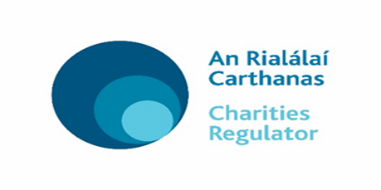 An Rialálaí
Carthanas
Charities
Regulator